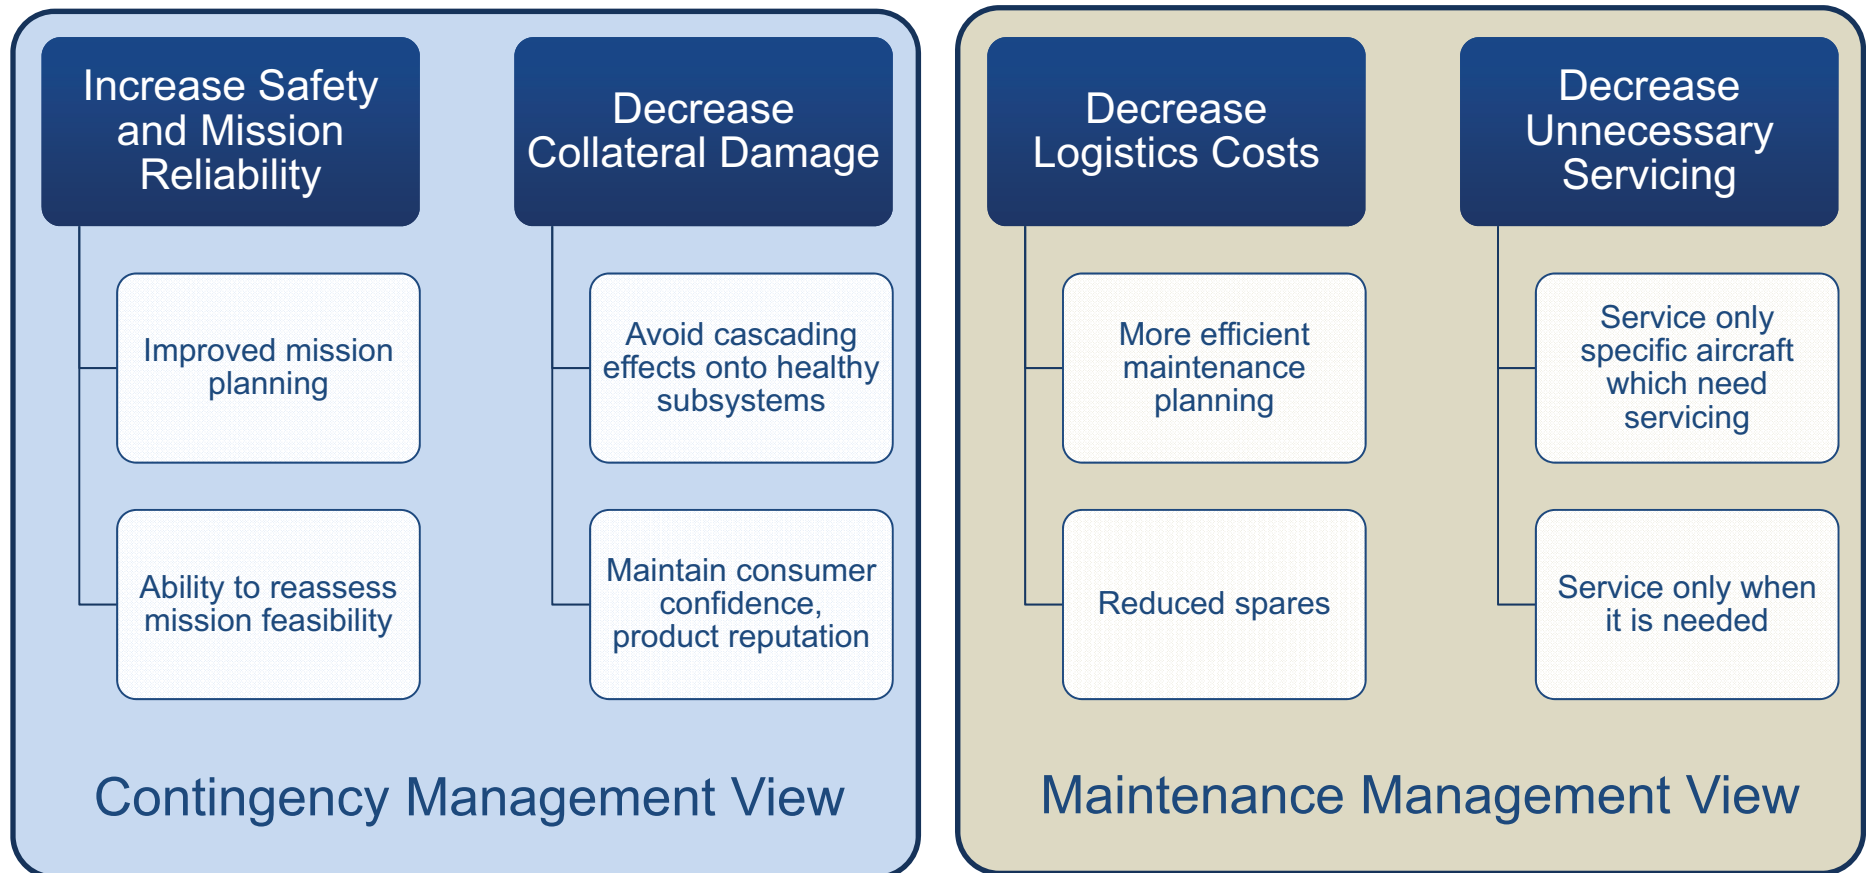 Increase Safety
and Mission
Reliability
Improved mission
planning
Ability to reassess
mission feasibility
Decrease
Collateral Damage
Avoid cascading
effects onto healthy
subsystems
Maintain consumer
confidence,
product reputation
Contingency Management View
Decrease
Logistics Costs
More efficient
maintenance
planning
Reduced spares
Decrease
Unnecessary
Servicing
Service only
specific aircraft
which need
servicing
Service only when
it is needed
Maintenance Management View